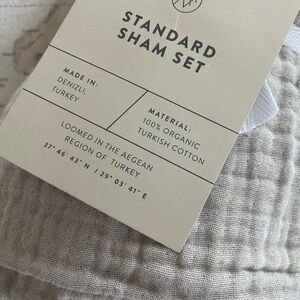 STANDARD
SHAM SET
MADE IN:
DENIZLI,
TURKEY
MATERIAL:
100% ORGANIC
TURKISH COTTON
LOOMED IN THE AEGEAN
REGION OF TURKEY
37° 46' 43" N / 29° 03' 41" E